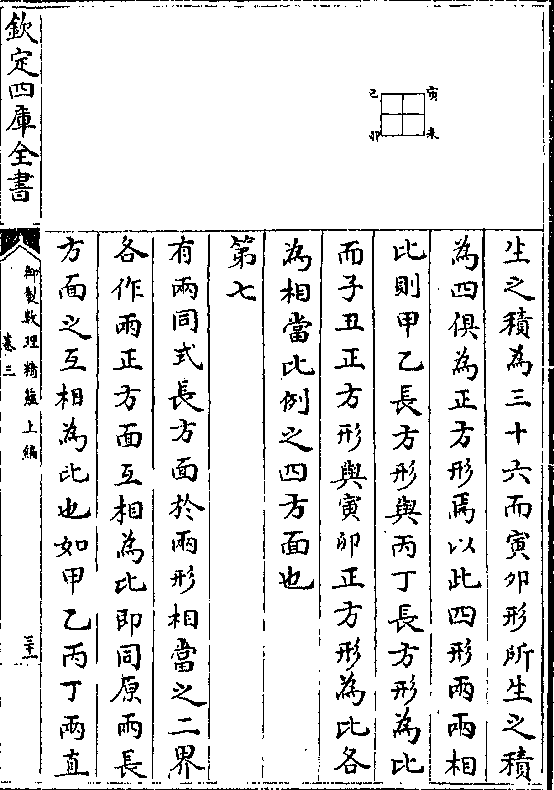 生之積為三十六而寅卯形所生之積
為四俱為正方形焉以此四形兩兩相
比則甲乙長方形與丙丁長方形為比
而子丑正方形與寅卯正方形為比各
為相當比例之四方面也
第七
有兩同式長方面於兩形相當之二界
各作兩正方面互相為比即同原兩長
方面之互相為比也如甲乙丙丁兩直
寅
未
巳
卯
欽定四庫全書
御製數理精蘊上編
卷三